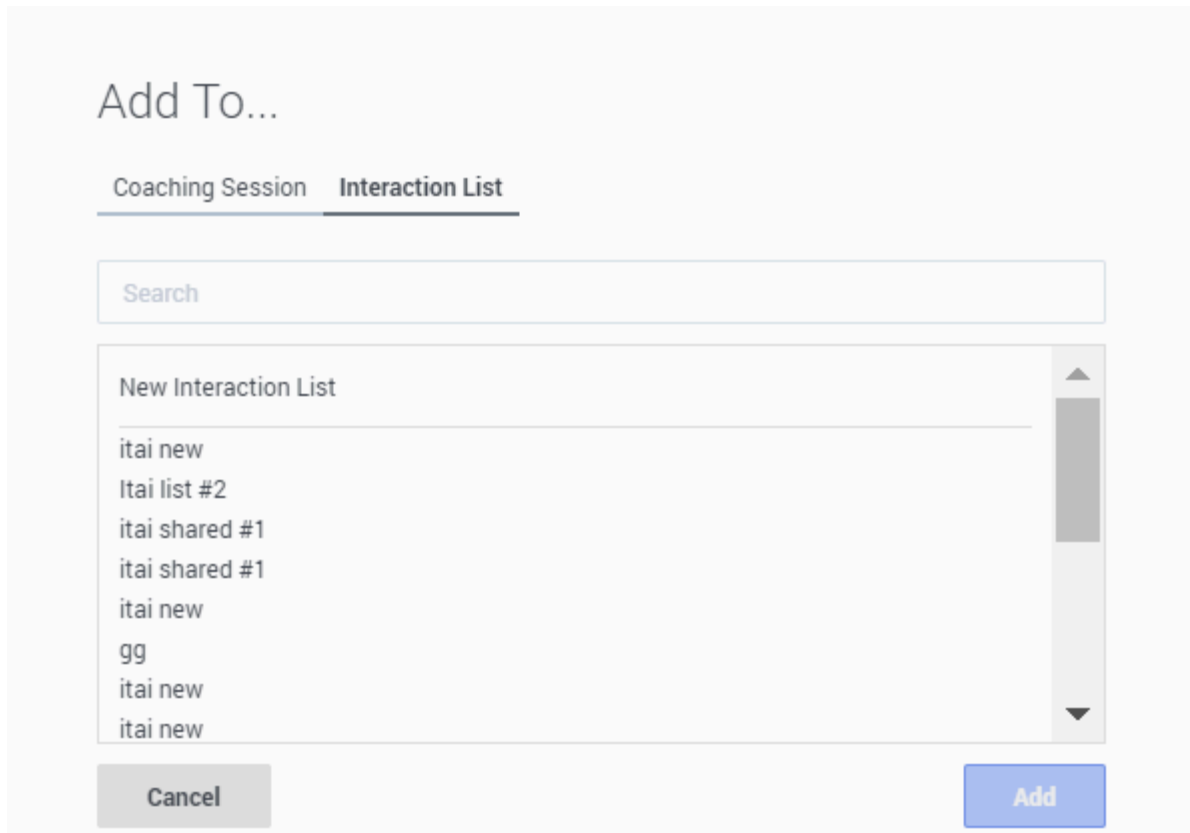 Add To...
Coaching Session Interaction List
Search
New Interaction List
itai new
Itai list #2
itai shared #1
itai shared #1
itai new
gg
itai new
itai new
Cancel Add